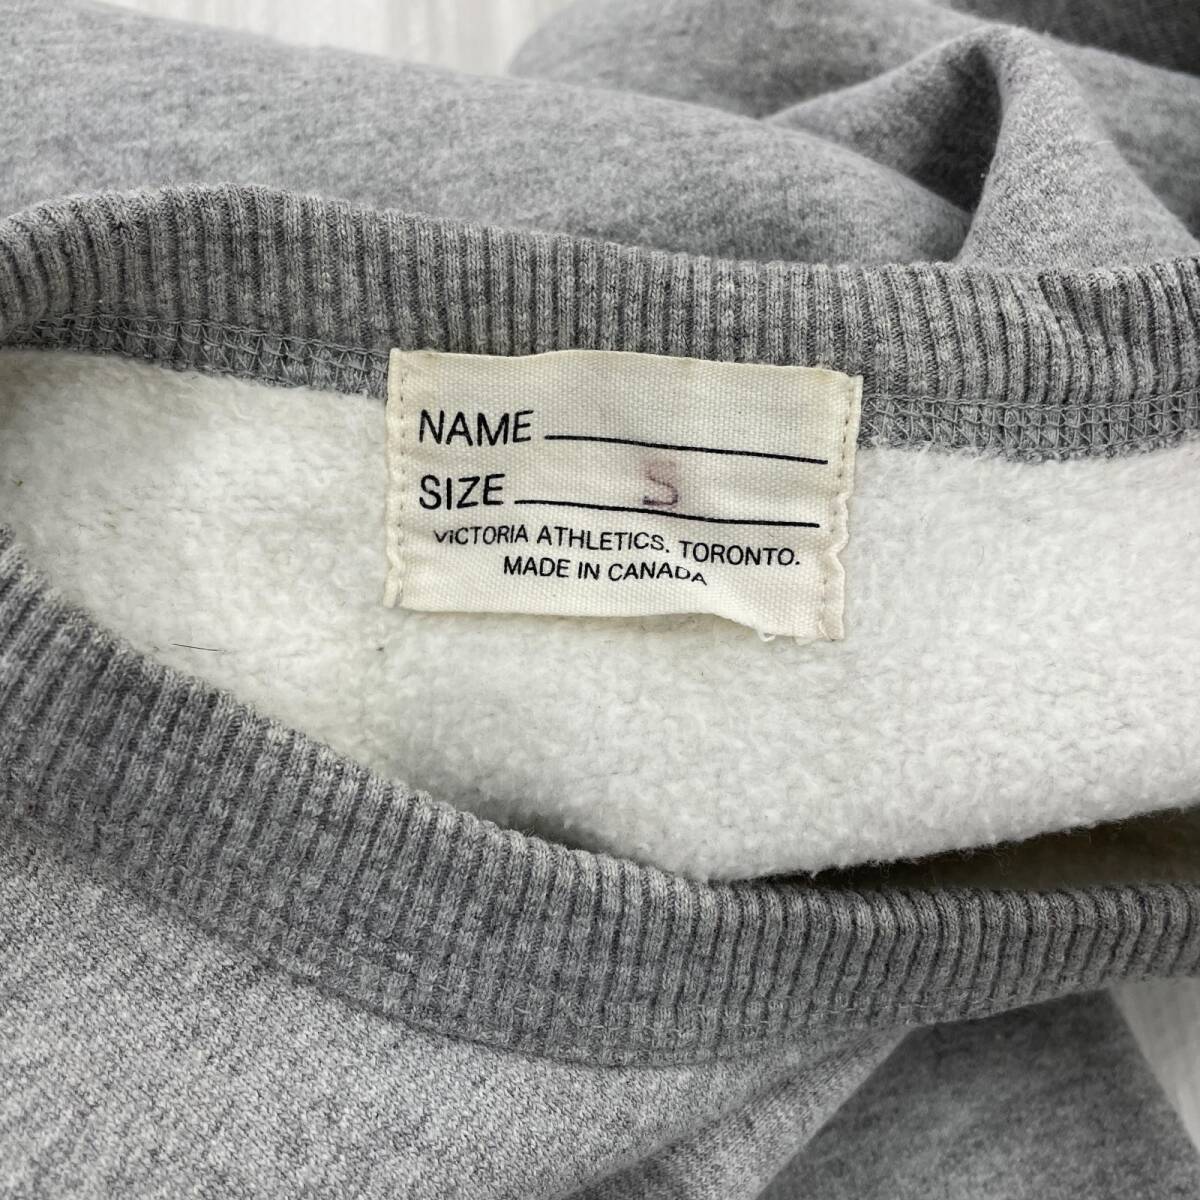 NAME
SIZE S
VICTORIA ATHLETICS. TORONTO.
MADE IN CANADA